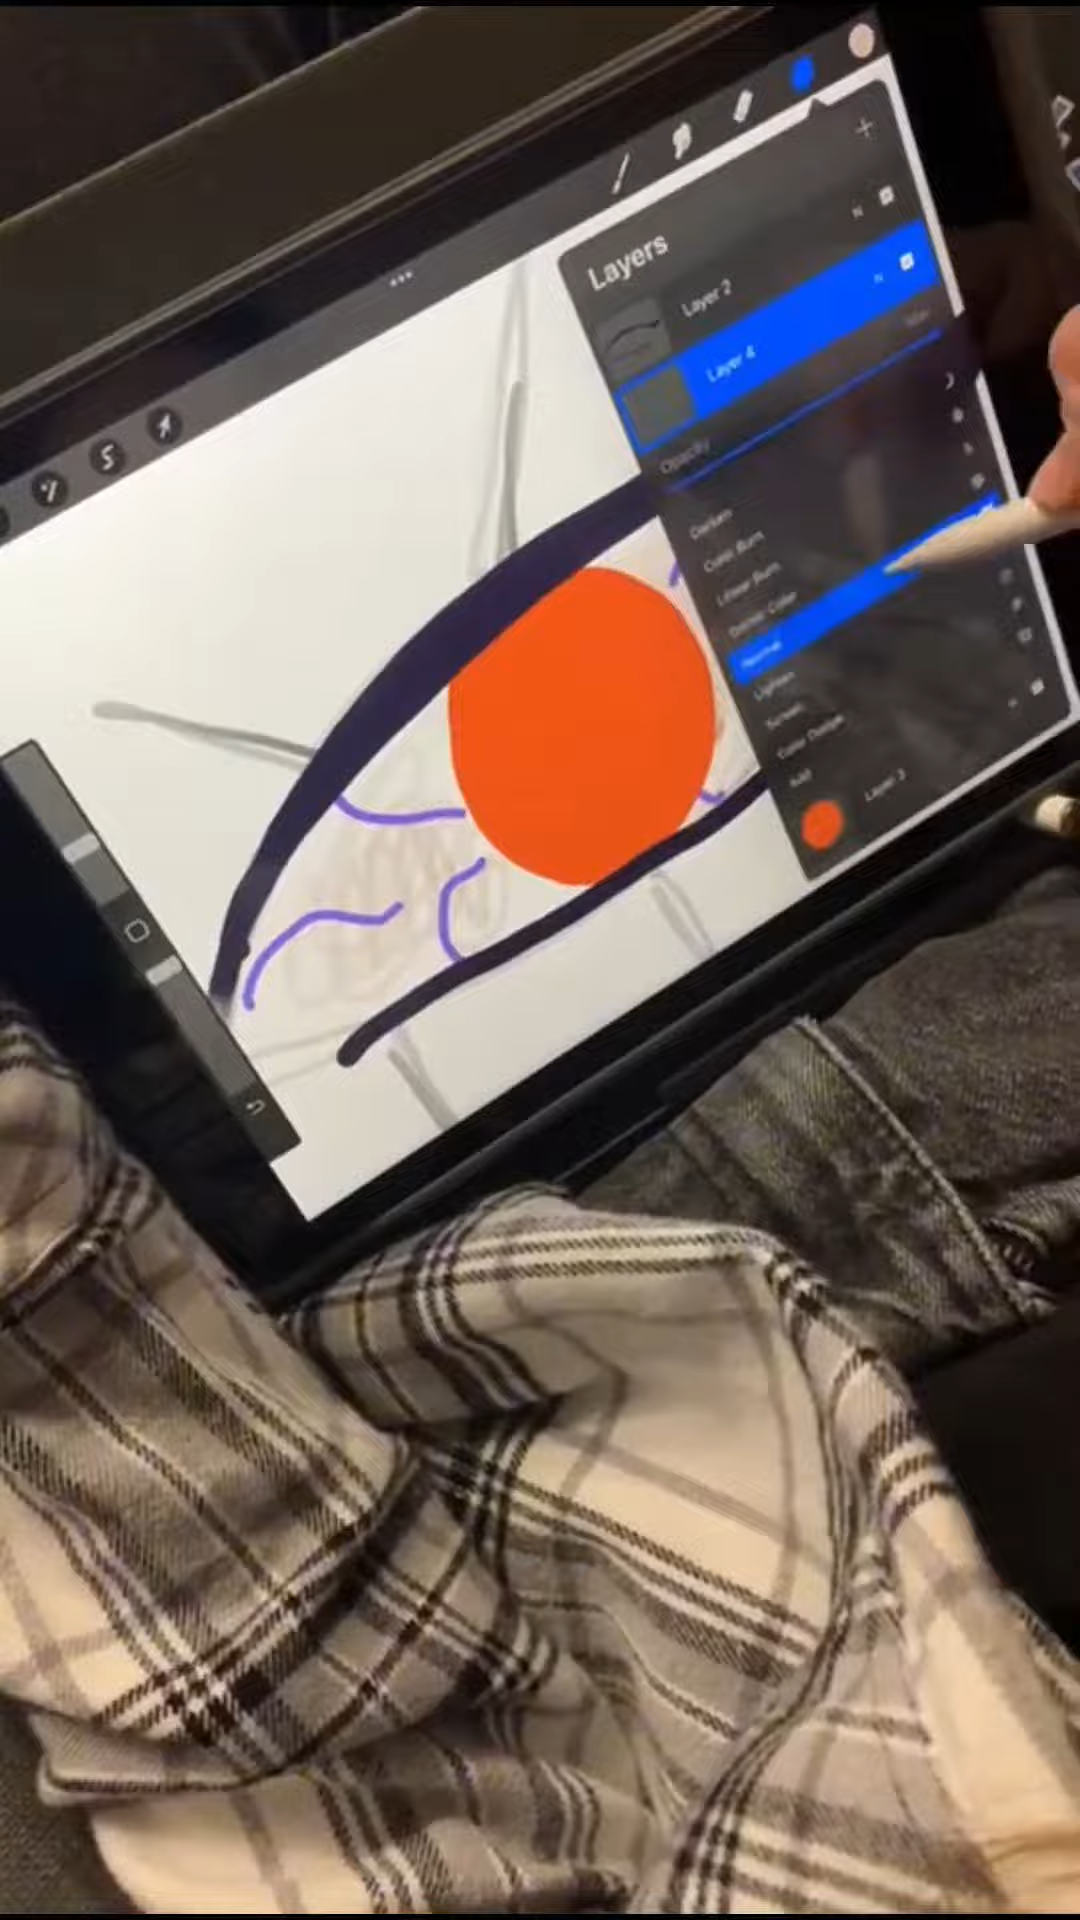 Layers
Layer 2
N
Layer 4
N
Opacity
Darken
Color Burn
Linear Burn
Darker Color
Normal
Lighten
Screen
Color Dodge
Add
Layer 3